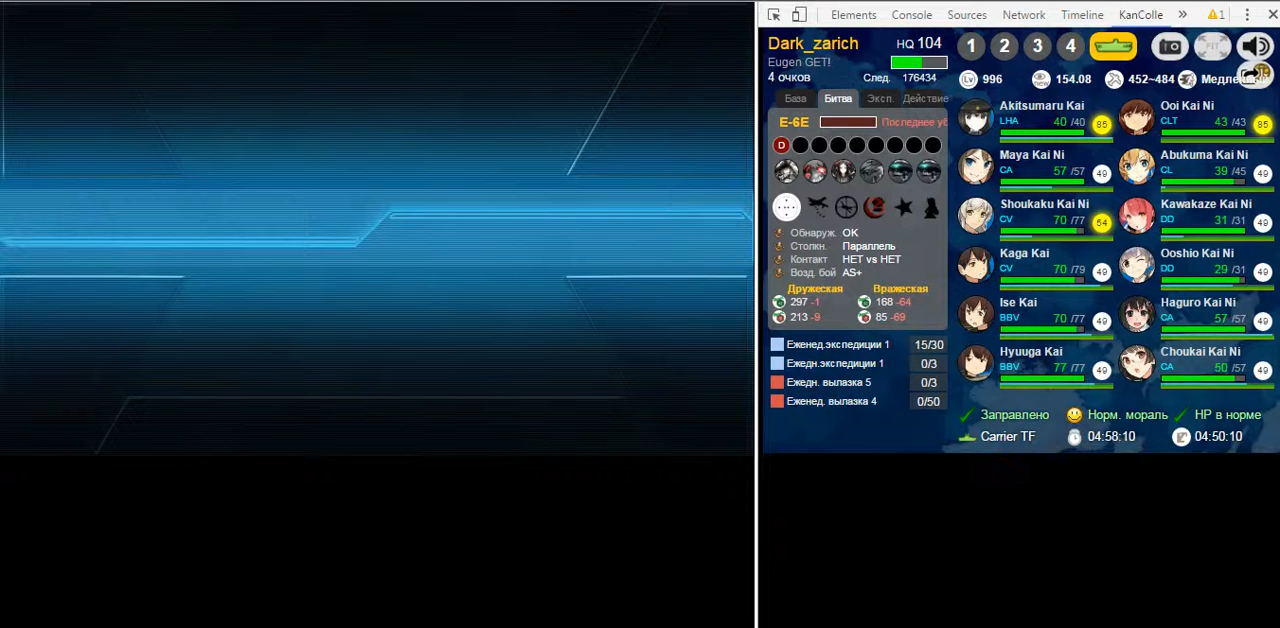 Elements Console Sources Network Timeline KanColle » 1
Dark_zarich HQ 104
Eugen GET!
4 очков След. 176434
1 2 3 4 FIT
Lv 996 154.08 452~484
База Битва Эксп. Действие
E-6E Последнее
D
Обнаруж. OK
Столкн. Параллель
Контакт НЕТ vs НЕТ
Возд. бой AS+
Дружеская Вражеская
297 -1 168 -64
213 -9 85 -69
Еженед.экспедиции 1 15/30
Ежедн.экспедиции 1 0/3
Ежедн. вылазка 5 0/3
Еженед. вылазка 4 0/50
Akitsumaru Kai
LHA 40 /40 85
Maya Kai Ni
CA 57 /57 49
Shoukaku Kai Ni
CV 70 /77 54
Kaga Kai
CV 70 /79 49
Ise Kai
BBV 70 /77 49
Hyuuga Kai
BBV 77 /77 49
Ooi Kai Ni
CLT 43 /43 85
Abukuma Kai Ni
CL 39 /45 49
Kawakaze Kai Ni
DD 31 /31 49
Ooshio Kai Ni
DD 29 /31 49
Haguro Kai Ni
CA 57 /57 49
Choukai Kai Ni
CA 50 /57 49
Заправлено Норм. мораль HP в норме
Carrier TF 04:58:10 04:50:10